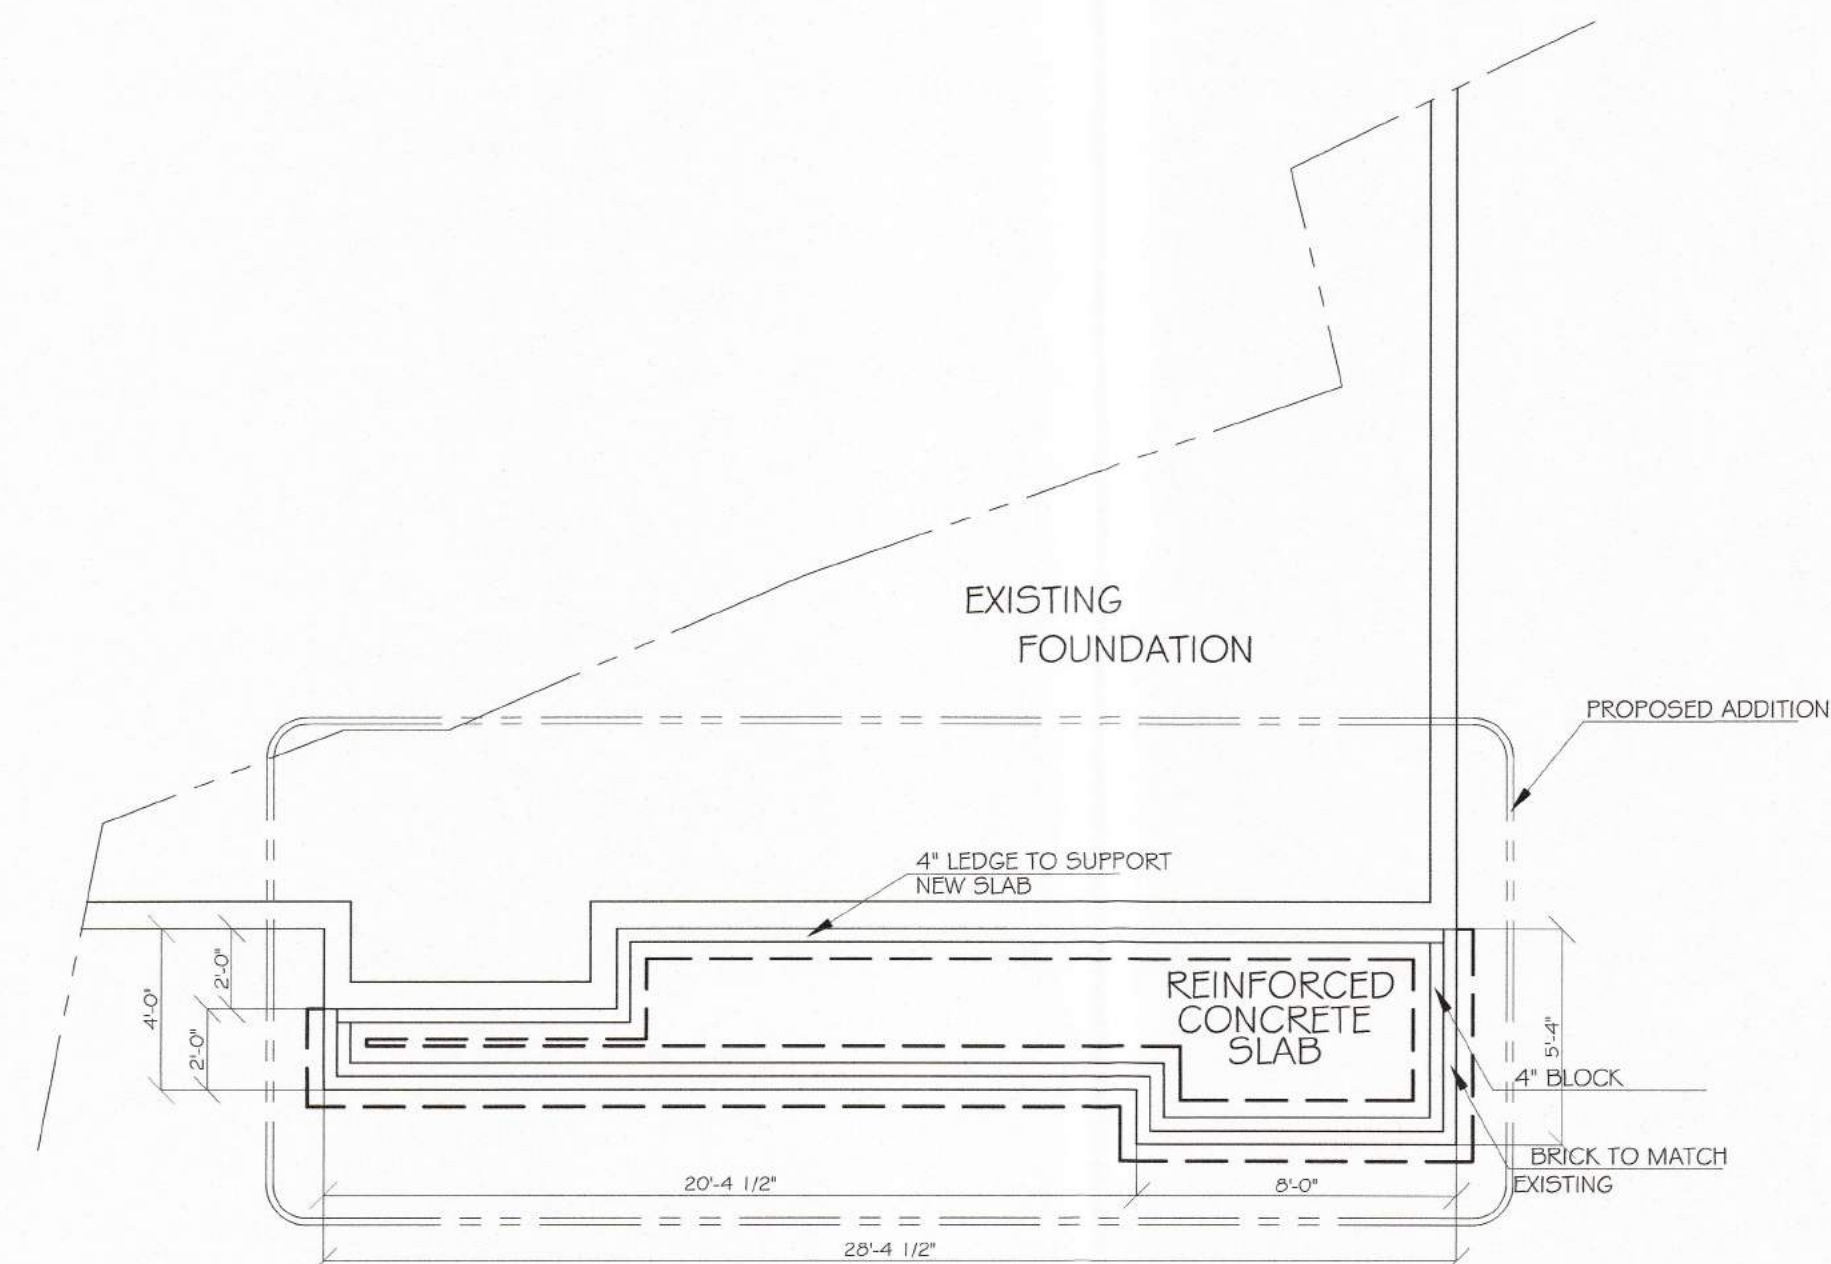 EXISTING
FOUNDATION
PROPOSED ADDITION
4" LEDGE TO SUPPORT
NEW SLAB
REINFORCED
CONCRETE
SLAB
2'-0"
4'-0"
2'-0"
5'-4"
4" BLOCK
BRICK TO MATCH
EXISTING
20'-4 1/2"
8'-0"
28'-4 1/2"